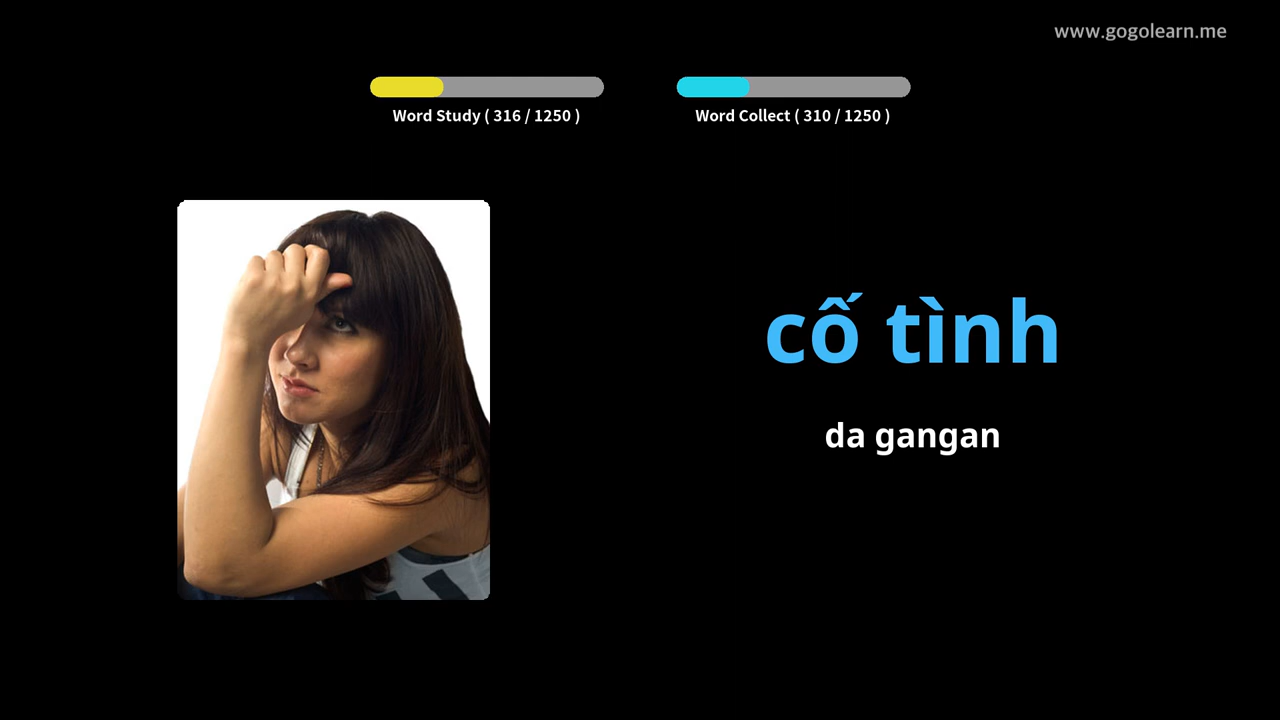 www.gogolearn.me
Word Study ( 316 / 1250 )
Word Collect ( 310 / 1250 )
cố tình
da gangan